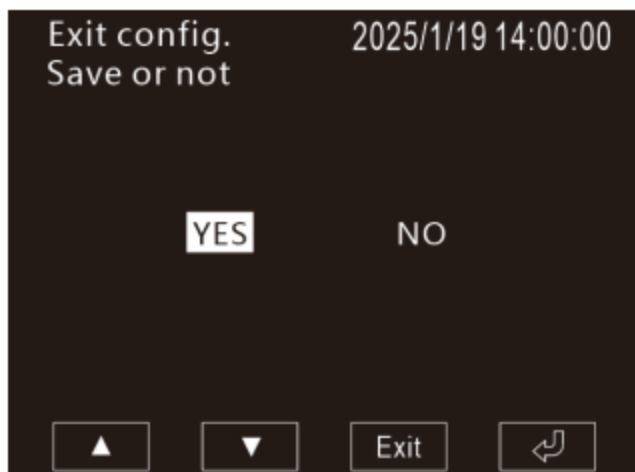 Exit config.
2025/1/19 14:00:00
Save or not
YES
NO
▲
▼
Exit